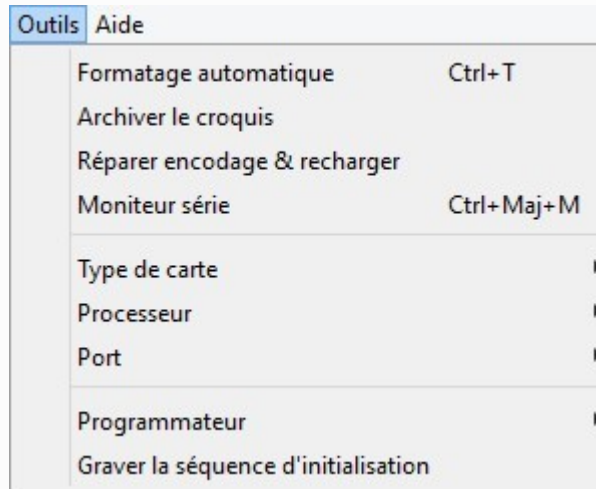 Outils Aide
Formatage automatique Ctrl+T
Archiver le croquis
Réparer encodage & recharger
Moniteur série Ctrl+Maj+M
Type de carte
Processeur
Port
Programmateur
Graver la séquence d'initialisation